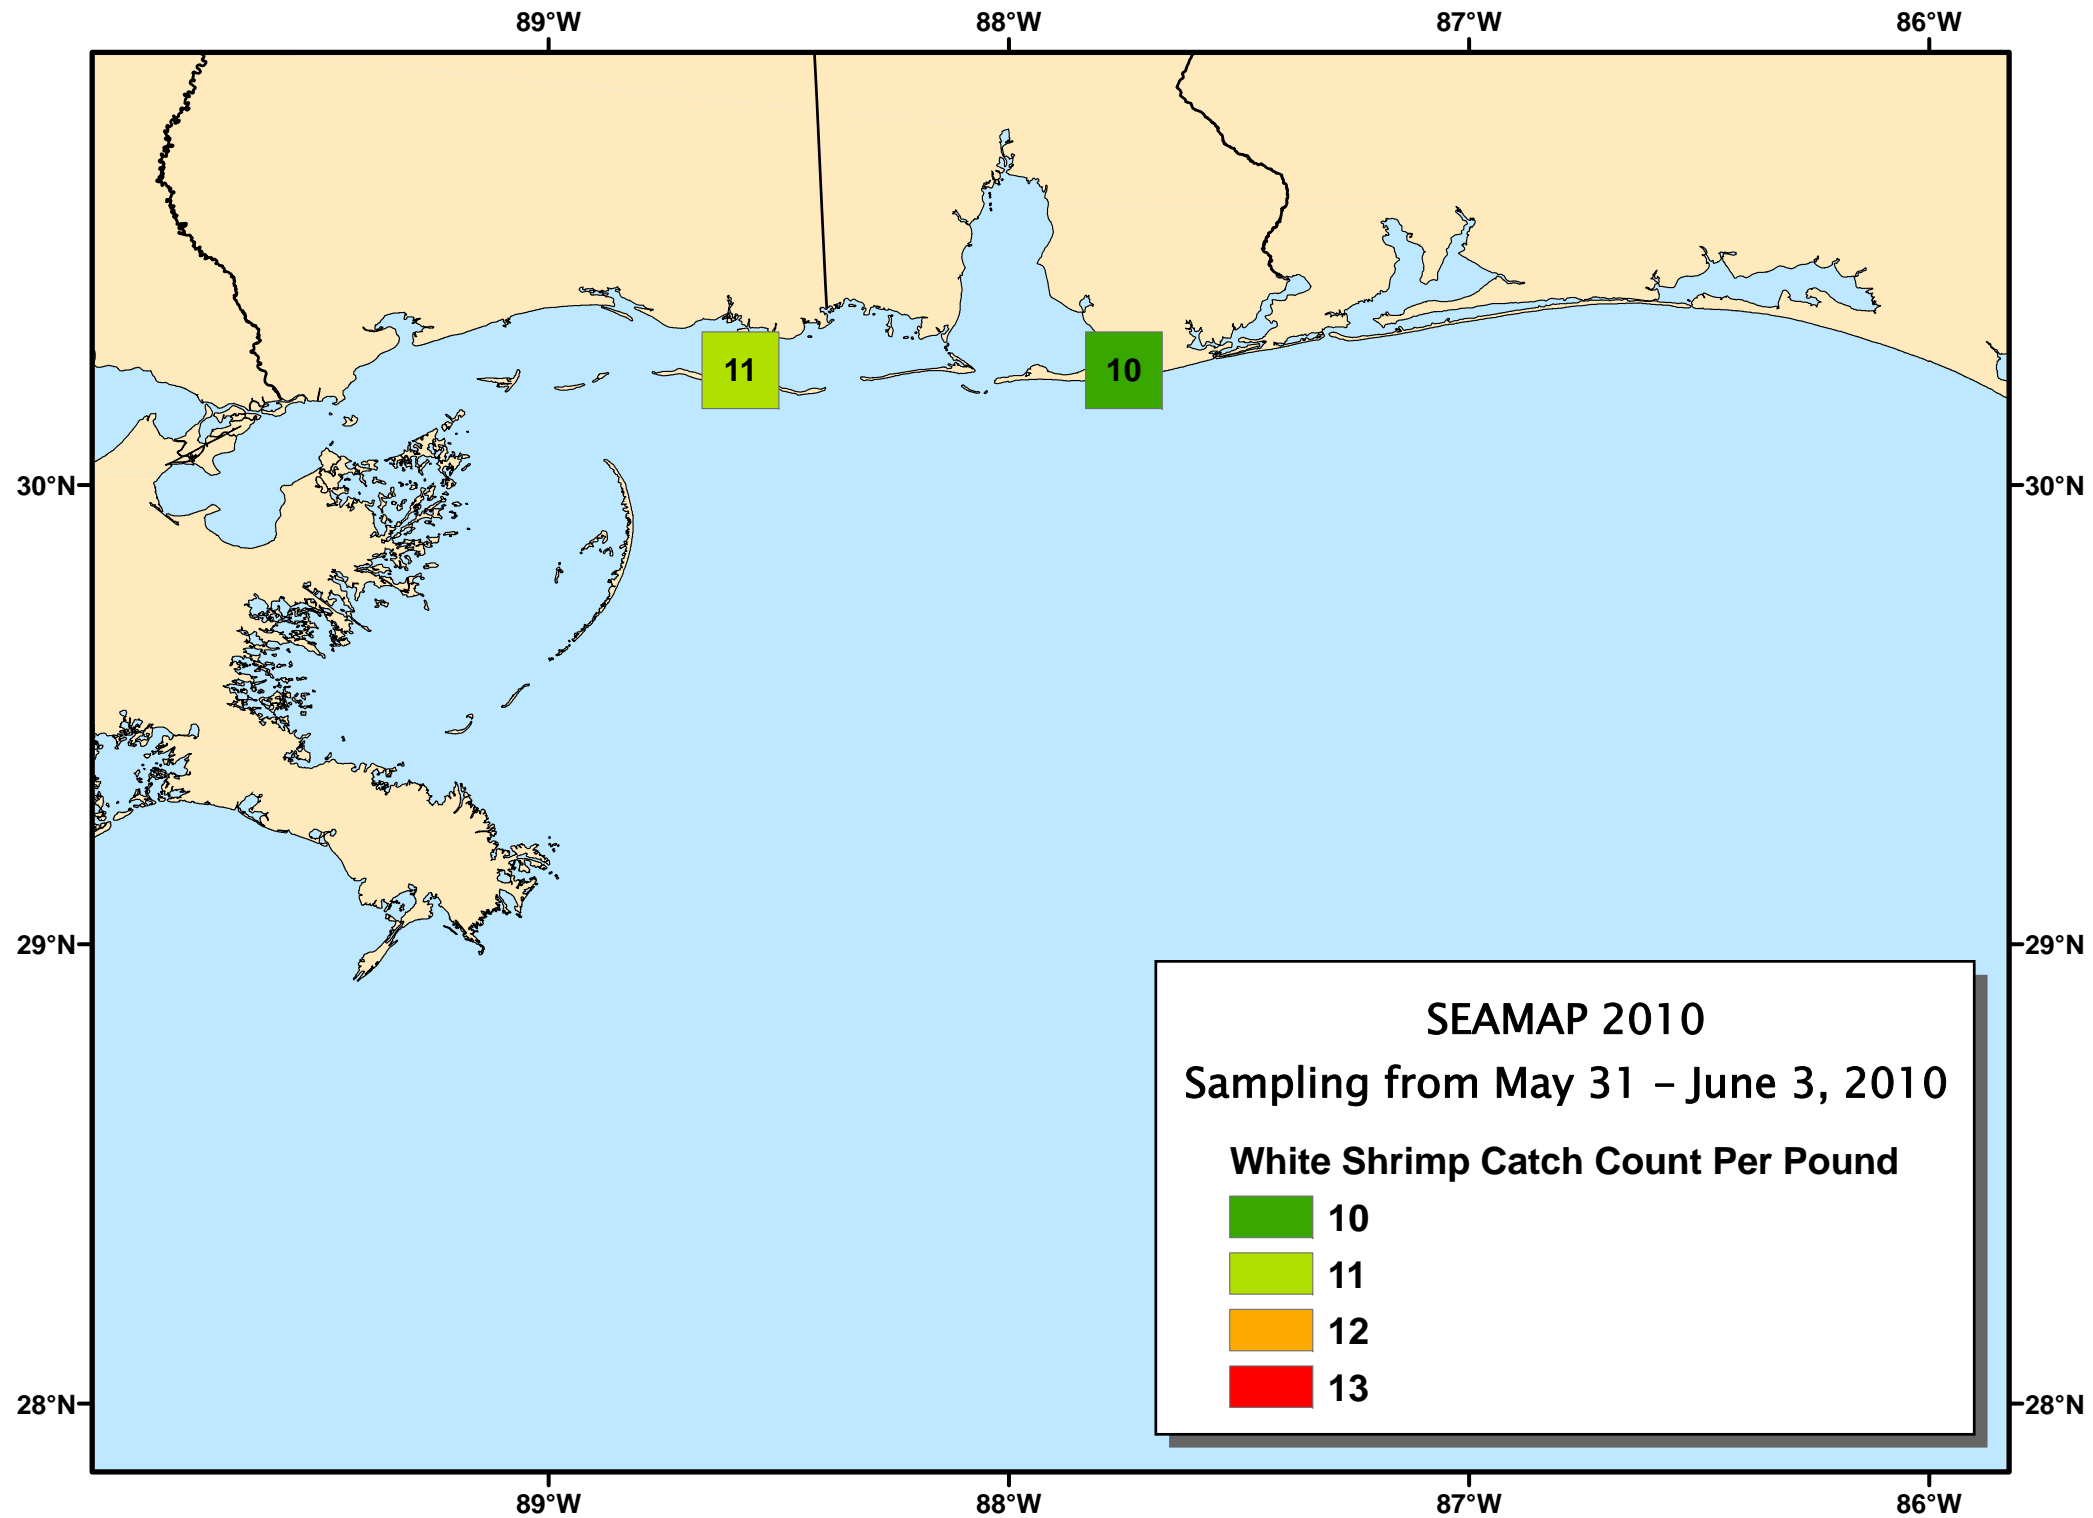 89°W 88°W 87°W 86°W
11 10
30°N 30°N
29°N 29°N
SEAMAP 2010
Sampling from May 31 – June 3, 2010
White Shrimp Catch Count Per Pound
10
11
12
13
28°N 28°N
89°W 88°W 87°W 86°W